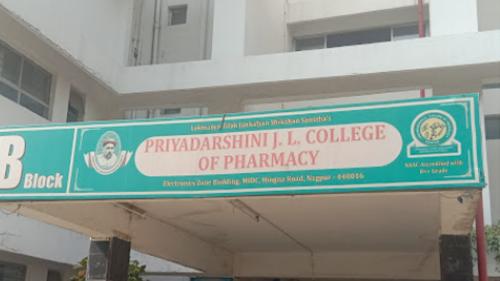 Lokmanya Tilak Jankalyan Shikshan Sanstha's
PRIYADARSHINI J. L. COLLEGE
OF PHARMACY
Electronics Zone Building, MIDC, Hingna Road, Nagpur - 440016
B Block
NAAC Accredited with
B++ Grade